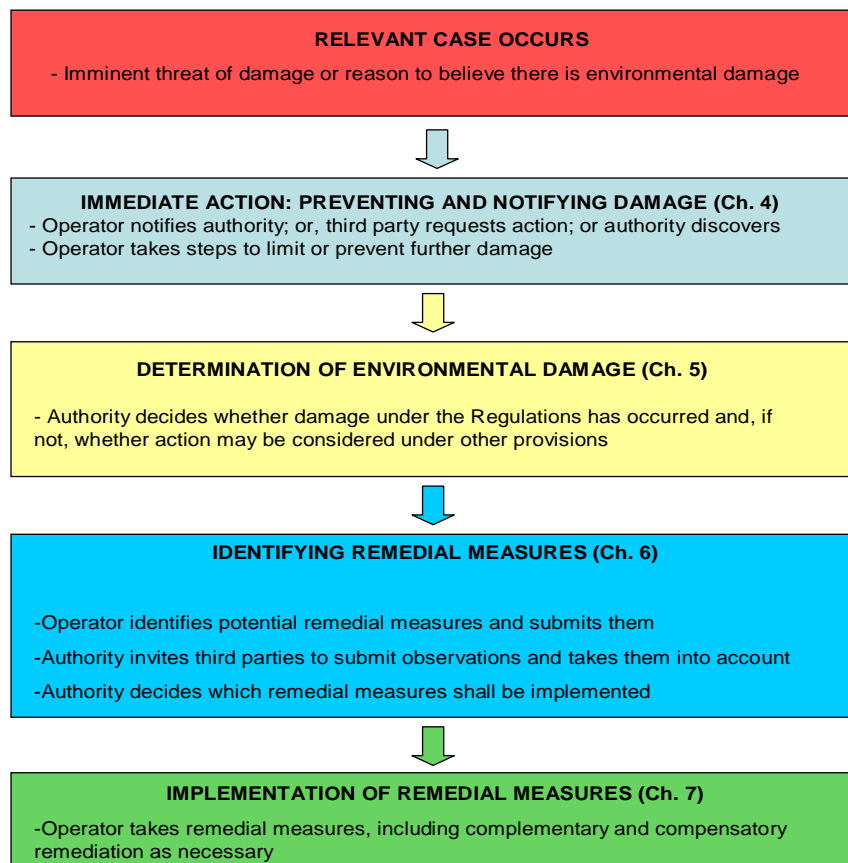 RELEVANT CASE OCCURS
- Imminent threat of damage or reason to believe there is environmental damage
IMMEDIATE ACTION: PREVENTING AND NOTIFYING DAMAGE (Ch. 4)
- Operator notifies authority; or, third party requests action; or authority discovers
- Operator takes steps to limit or prevent further damage
DETERMINATION OF ENVIRONMENTAL DAMAGE (Ch. 5)
- Authority decides whether damage under the Regulations has occurred and, if
not, whether action may be considered under other provisions
IDENTIFYING REMEDIAL MEASURES (Ch. 6)
-Operator identifies potential remedial measures and submits them
-Authority invites third parties to submit observations and takes them into account
-Authority decides which remedial measures shall be implemented
IMPLEMENTATION OF REMEDIAL MEASURES (Ch. 7)
-Operator takes remedial measures, including complementary and compensatory
remediation as necessary